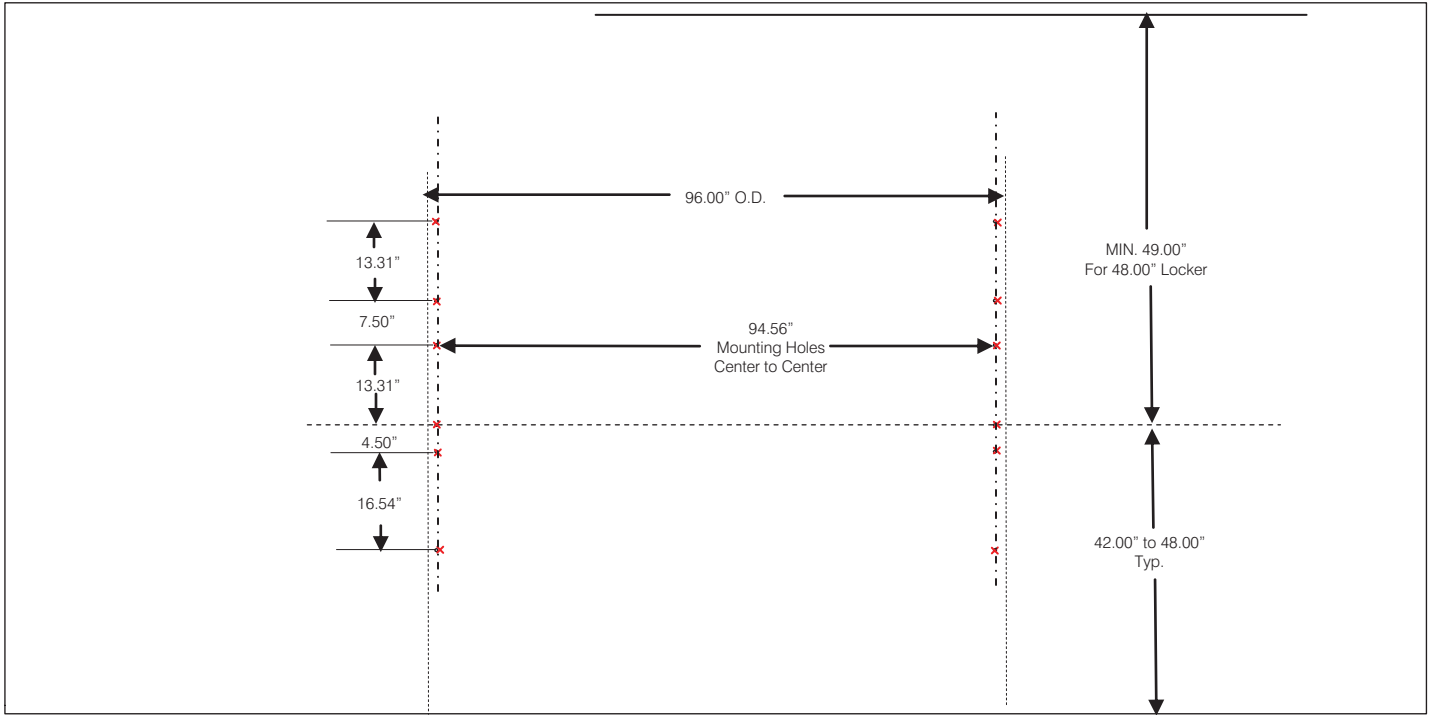 96.00” O.D.
13.31”
MIN. 49.00”
For 48.00” Locker
7.50”
94.56”
Mounting Holes
Center to Center
13.31”
4.50”
16.54”
42.00” to 48.00”
Typ.